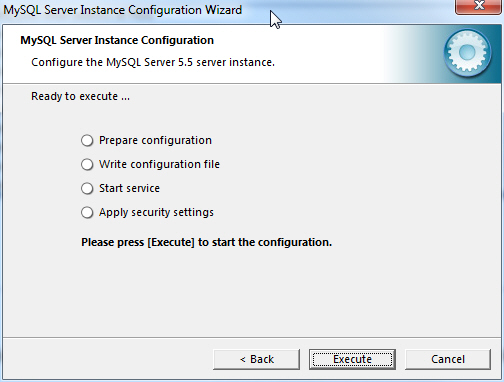 MySQL Server Instance Configuration Wizard
MySQL Server Instance Configuration
Configure the MySQL Server 5.5 server instance.
Ready to execute ...
Prepare configuration
Write configuration file
Start service
Apply security settings
Please press [Execute] to start the configuration.
< Back
Execute
Cancel